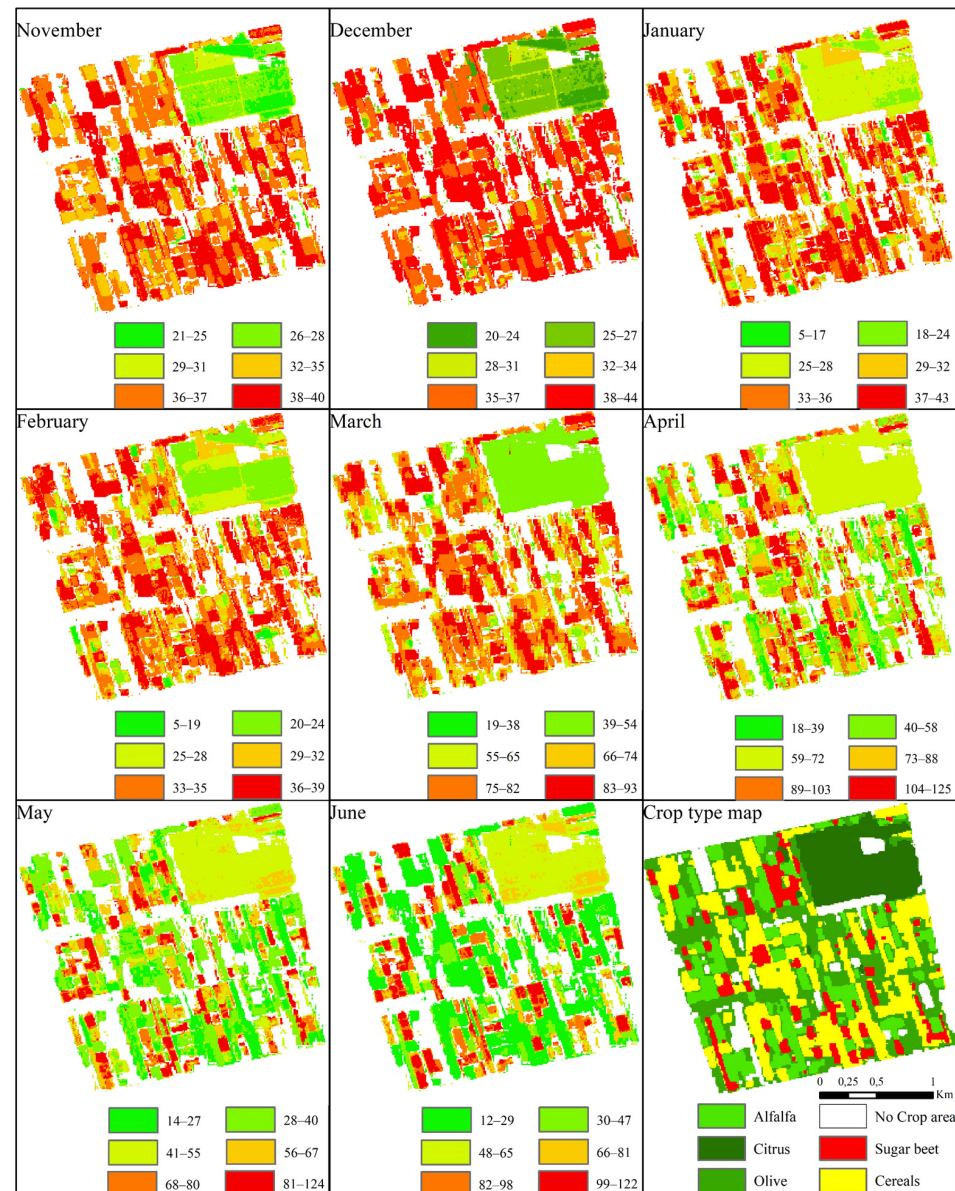 November
21–25 26–28
29–31 32–35
36–37 38–40
December
20–24 25–27
28–31 32–34
35–37 38–44
January
5–17 18–24
25–28 29–32
33–36 37–43
February
5–19 20–24
25–28 29–32
33–35 36–39
March
19–38 39–54
55–65 66–74
75–82 83–93
April
18–39 40–58
59–72 73–88
89–103 104–125
May
14–27 28–40
41–55 56–67
68–80 81–124
June
12–29 30–47
48–65 66–81
82–98 99–122
Crop type map
0 0,25 0,5 1
Km
Alfalfa No Crop area
Citrus Sugar beet
Olive Cereals